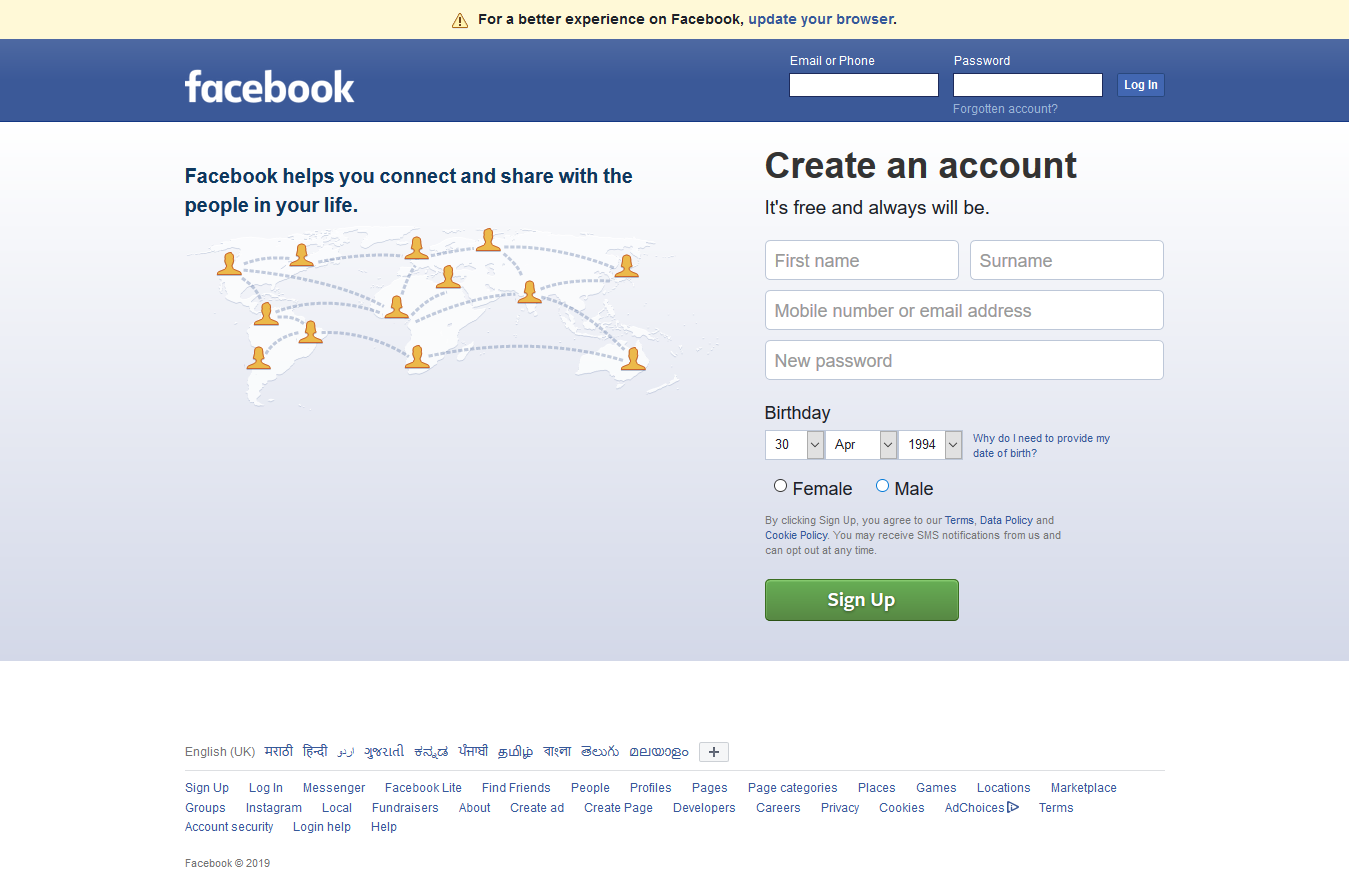 For a better experience on Facebook, update your browser.
facebook
Email or Phone
Password
Log In
Forgotten account?
Facebook helps you connect and share with the
people in your life.
Create an account
It's free and always will be.
First name
Surname
Mobile number or email address
New password
Birthday
30 Apr 1994
Why do I need to provide my
date of birth?
Female Male
By clicking Sign Up, you agree to our Terms, Data Policy and
Cookie Policy. You may receive SMS notifications from us and
can opt out at any time.
Sign Up
English (UK) मराठी हिन्दी اردو ગુજરાતી ಕನ್ನಡ ਪੰਜਾਬੀ தமிழ் বাংলা తెలుగు മലയാളം +
Sign Up Log In Messenger Facebook Lite Find Friends People Profiles Pages Page categories Places Games Locations Marketplace
Groups Instagram Local Fundraisers About Create ad Create Page Developers Careers Privacy Cookies AdChoices Terms
Account security Login help Help
Facebook © 2019